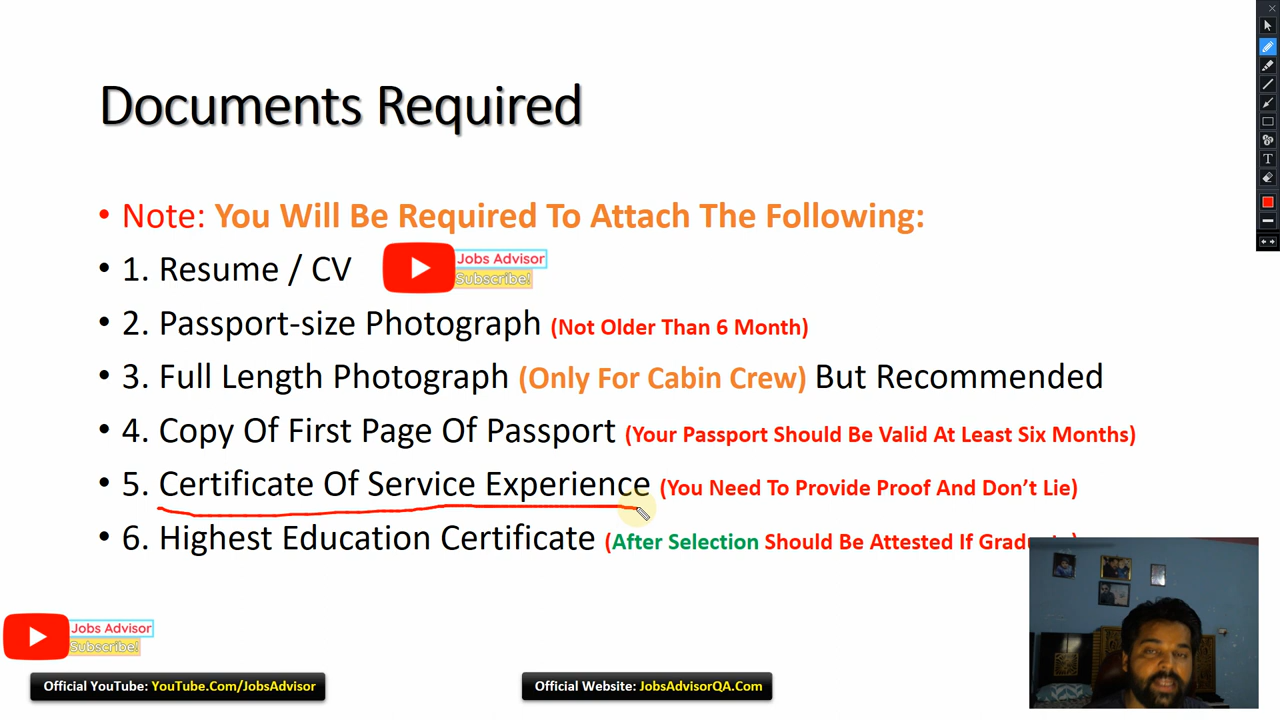 Documents Required
• Note: You Will Be Required To Attach The Following:
• 1. Resume / CV
Jobs Advisor
Subscribe!
• 2. Passport-size Photograph (Not Older Than 6 Month)
• 3. Full Length Photograph (Only For Cabin Crew) But Recommended
• 4. Copy Of First Page Of Passport (Your Passport Should Be Valid At Least Six Months)
• 5. Certificate Of Service Experience (You Need To Provide Proof And Don't Lie)
• 6. Highest Education Certificate (After Selection Should Be Attested If
Jobs Advisor
Subscribe!
Official YouTube: YouTube.Com/JobsAdvisor
Official Website: JobsAdvisorQA.Com
T